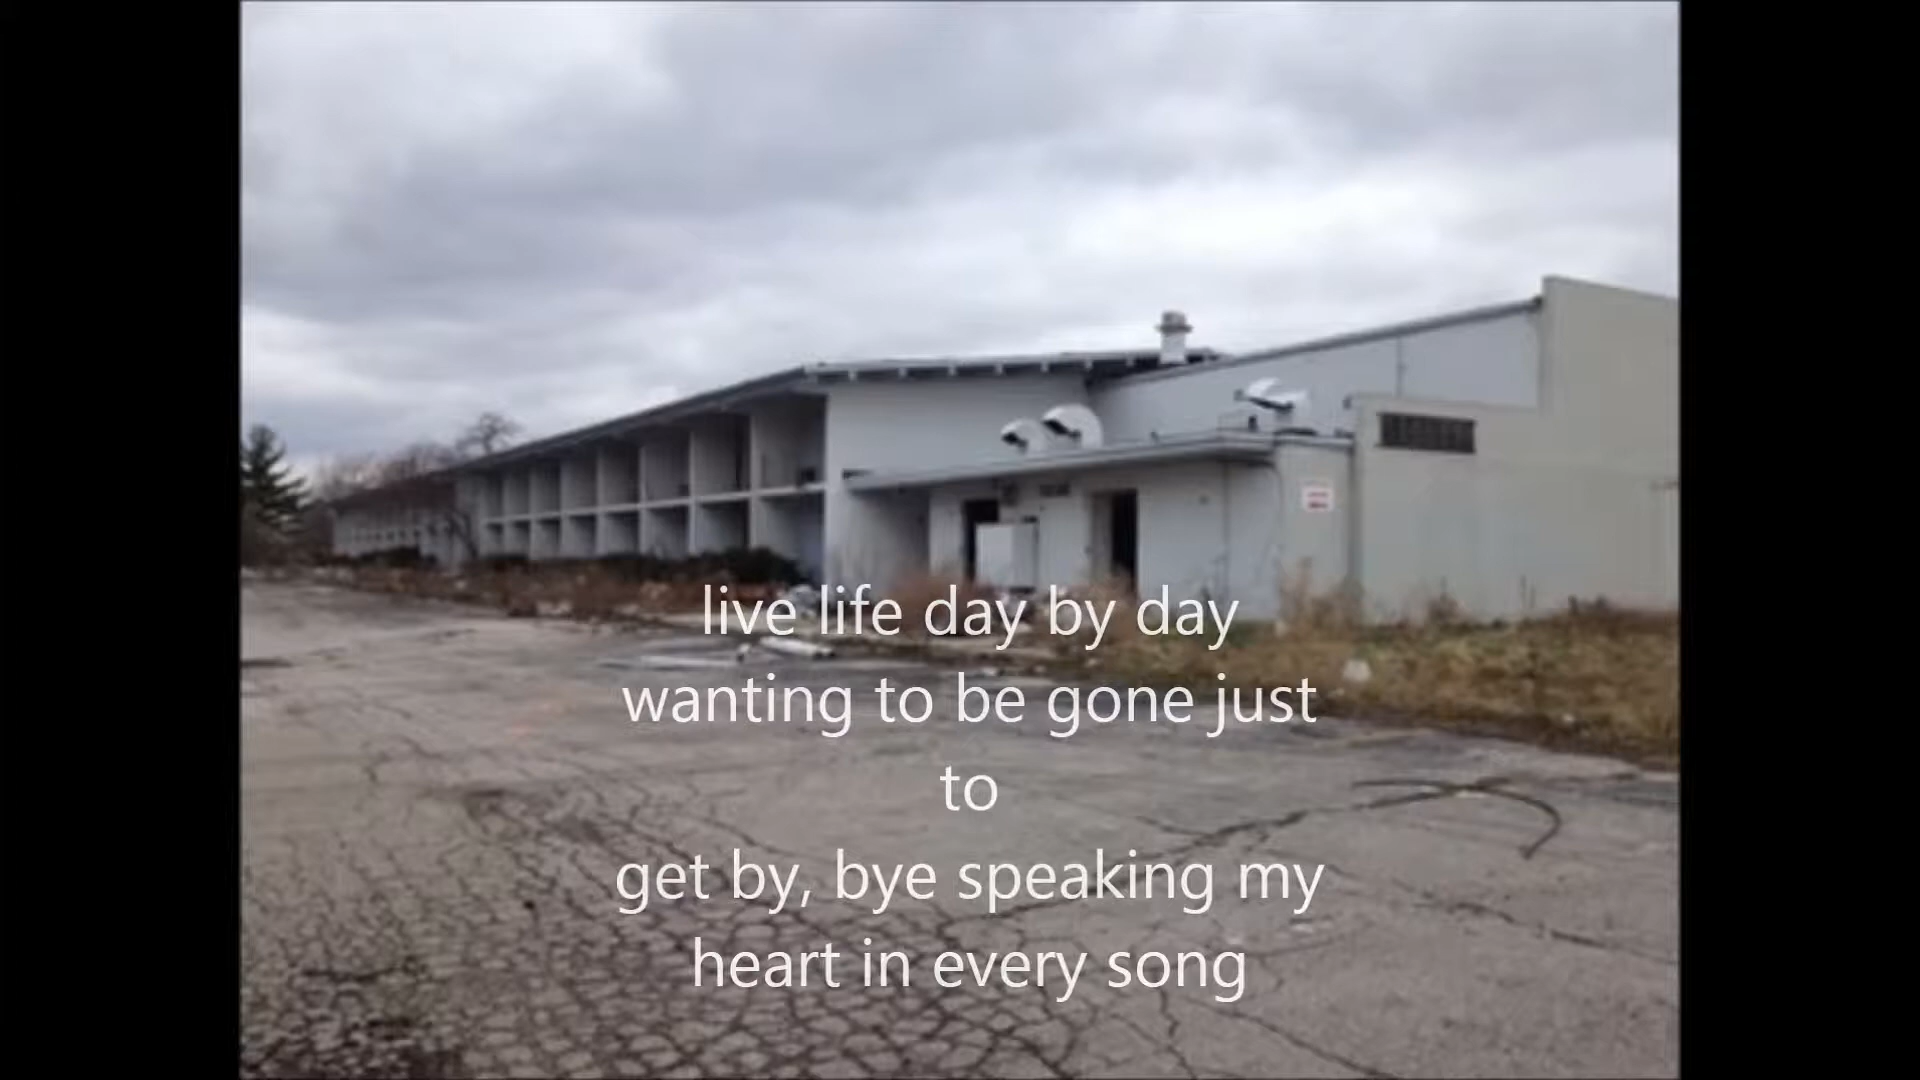 live life day by day
wanting to be gone just
to
get by, bye speaking my
heart in every song